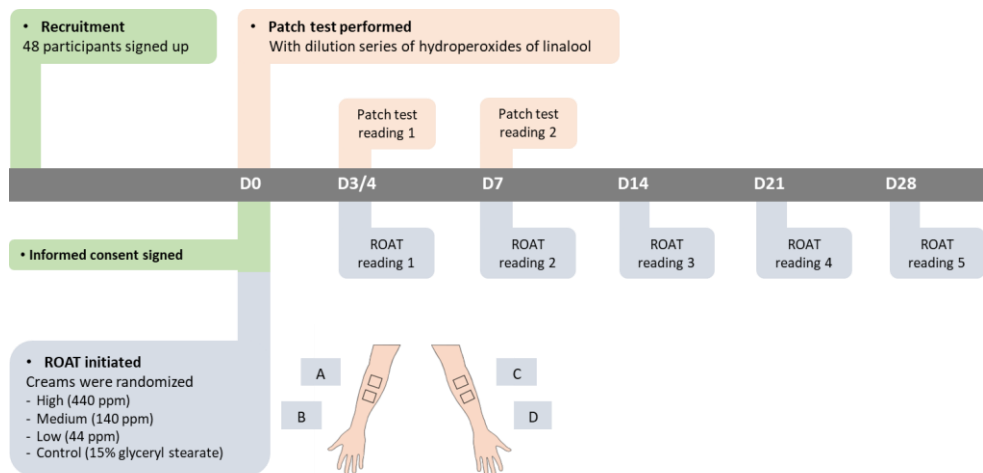 • Recruitment
48 participants signed up
• Patch test performed
With dilution series of hydroperoxides of linalool
Patch test
reading 1
Patch test
reading 2
D0
D3/4
D7
D14
D21
D28
• Informed consent signed
ROAT
reading 1
ROAT
reading 2
ROAT
reading 3
ROAT
reading 4
ROAT
reading 5
• ROAT initiated
Creams were randomized
- High (440 ppm)
- Medium (140 ppm)
- Low (44 ppm)
- Control (15% glyceryl stearate)
A
B
C
D